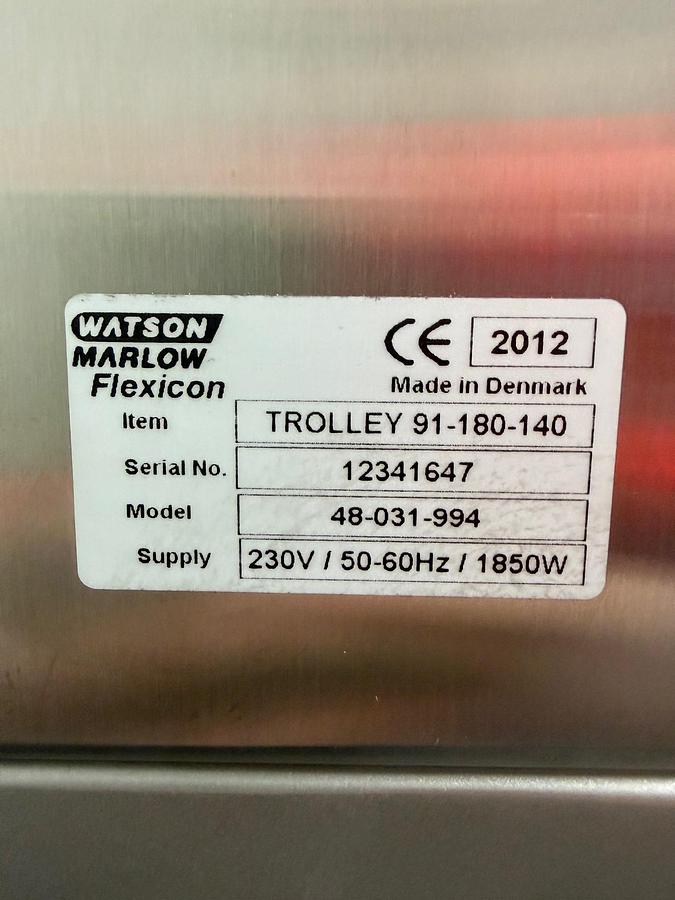 WATSON
MARLOW
Flexicon
CE 2012
Made in Denmark
Item TROLLEY 91-180-140
Serial No. 12341647
Model 48-031-994
Supply 230V / 50-60Hz / 1850W